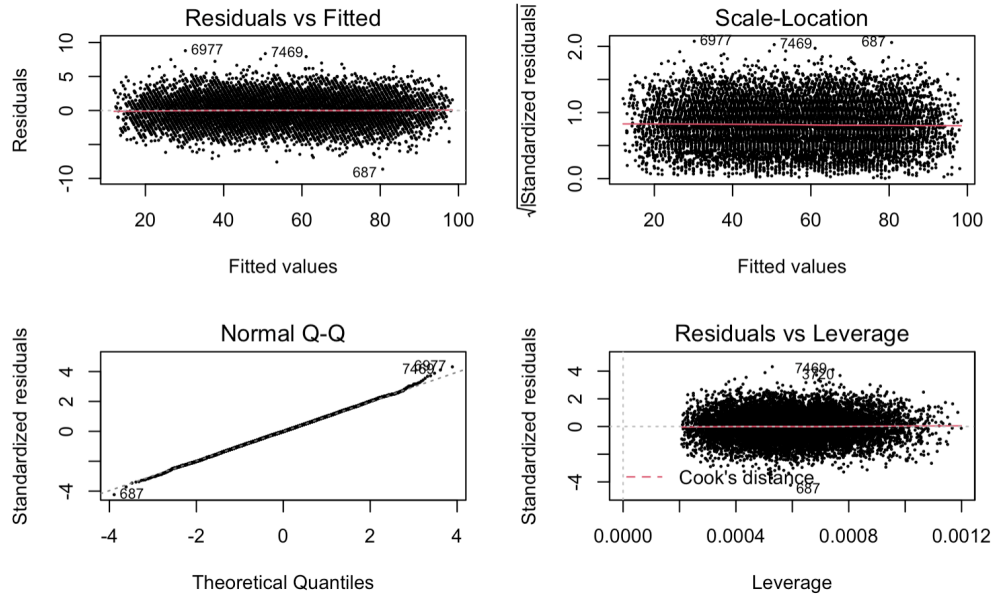 Residuals vs Fitted
Residuals
10
5
0
-10
6977
7469
687
20 40 60 80 100
Fitted values
Scale-Location
√|Standardized residuals|
2.0
1.0
0.0
6977
7469
687
20 40 60 80 100
Fitted values
Normal Q-Q
Standardized residuals
4
2
0
-4
6977
7469
687
-4 -2 0 2 4
Theoretical Quantiles
Residuals vs Leverage
Standardized residuals
4
2
0
-4
7469
3720
Cook's distance
687
0.0000 0.0004 0.0008 0.0012
Leverage